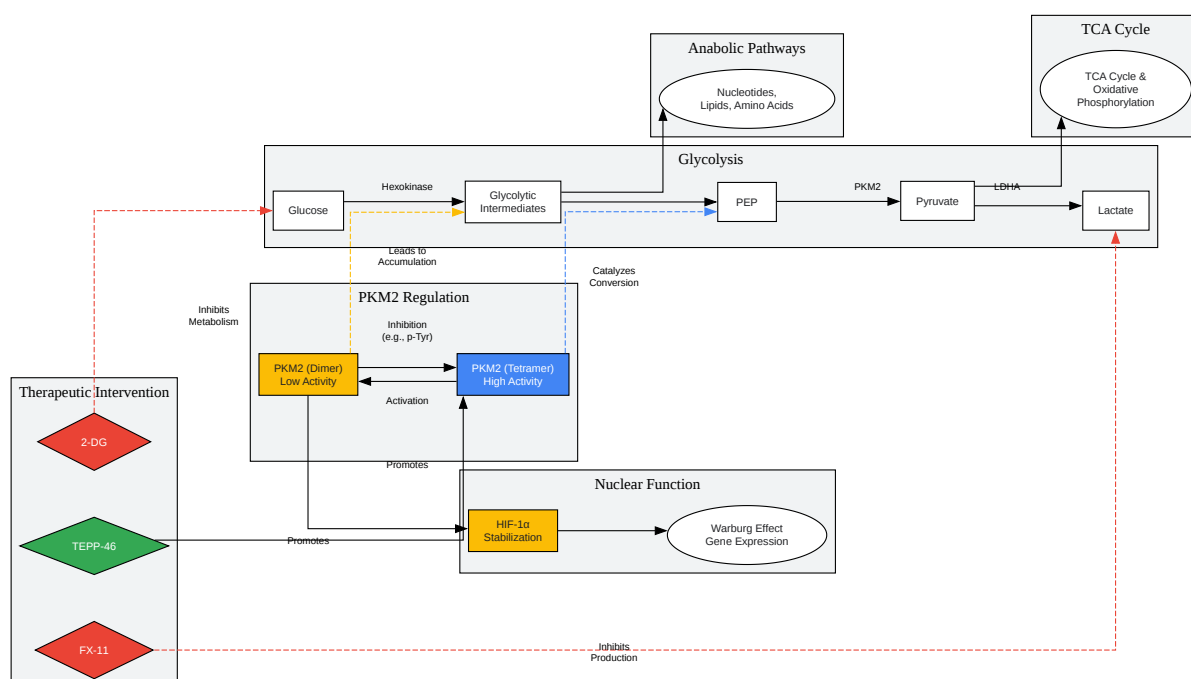 TCA Cycle
Anabolic Pathways
TCA Cycle &
Oxidative
Phosphorylation
Nucleotides,
Lipids, Amino Acids
Glycolysis
Hexokinase
PKM2
LDHA
Glucose
Glycolytic
Intermediates
PEP
Pyruvate
Lactate
Leads to
Accumulation
Catalyzes
Conversion
PKM2 Regulation
Inhibits
Metabolism
Inhibition
(e.g., p-Tyr)
PKM2 (Dimer)
Low Activity
PKM2 (Tetramer)
High Activity
Activation
Therapeutic Intervention
2-DG
Promotes
Nuclear Function
HIF-1α
Stabilization
Warburg Effect
Gene Expression
TEPP-46
Promotes
FX-11
Inhibits
Production